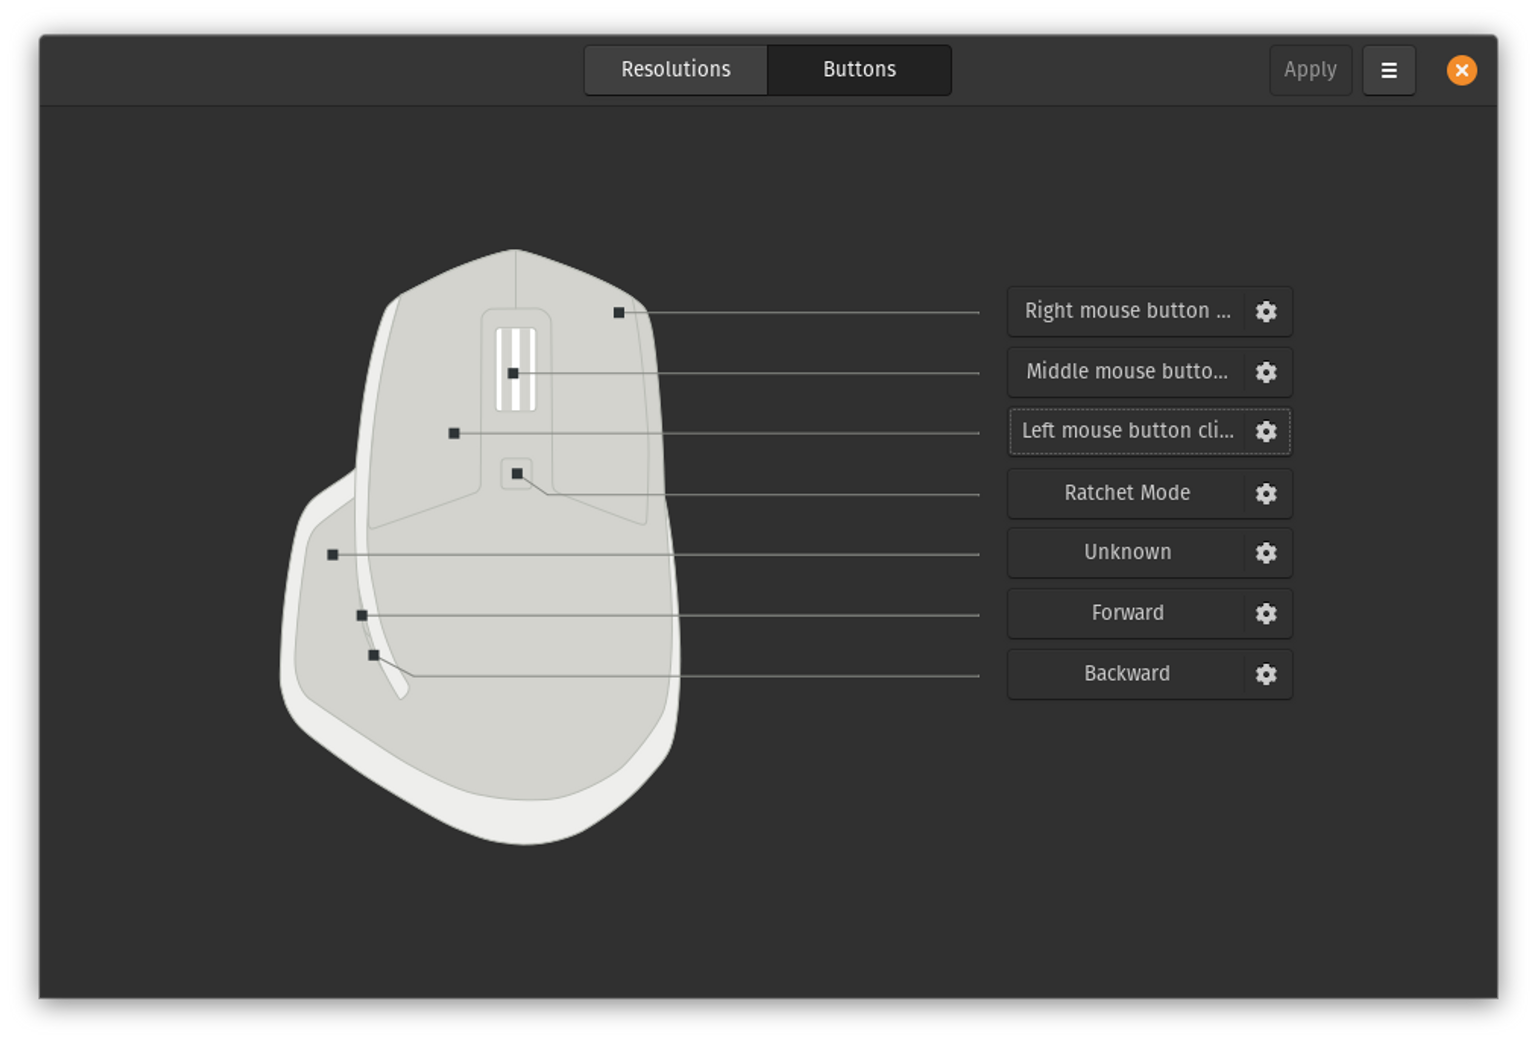 Resolutions
Buttons
Apply
Right mouse button ...
Middle mouse butto...
Left mouse button cli...
Ratchet Mode
Unknown
Forward
Backward